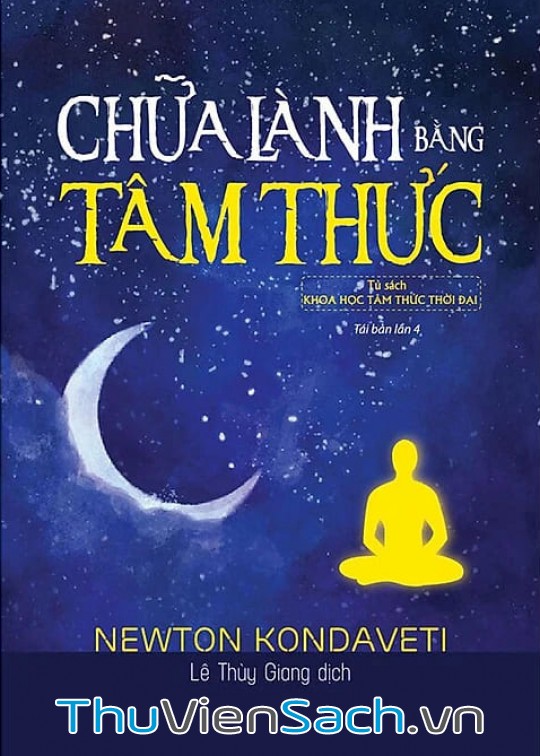 CHỮA LÀNH BẰNG
TÂM THỨC
Tủ sách
KHOA HỌC TÂM THỨC THỜI ĐẠI
Tái bản lần 4
NEWTON KONDAVETI
Lê Thùy Giang dịch
ThuVienSach.vn